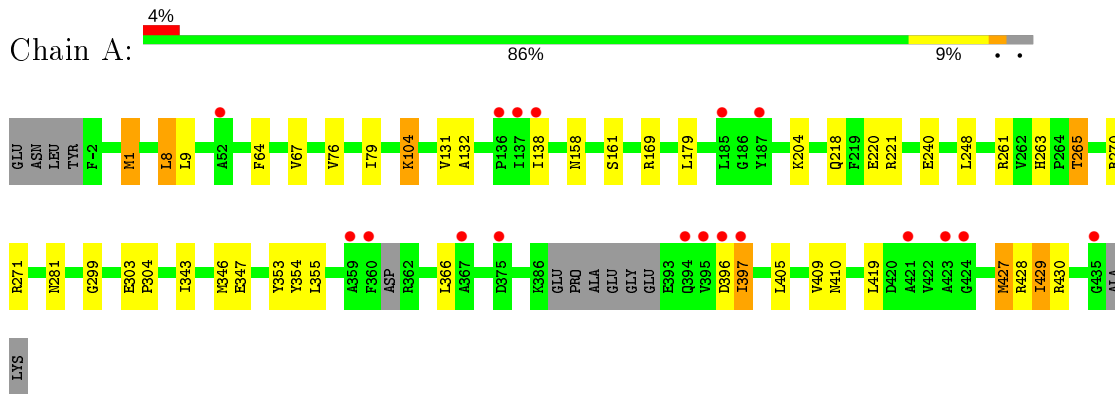 4%
Chain A:
86% 9% • •
GLU ASN LEU TYR F-2 M1 L8 L9 A52 F64 V67 V76 I79 K104 V131 A132 P136 I137 I138 N158 S161 R169 L179 L185 G186 Y187 K204 Q218 F219 E220 R221 E240 L248 R261 V262 H263 P264 T265
R271 N281 G299 E303 P304 I343 M346 E347 Y353 Y354 L355 A359 F360 ASP R362 L366 A367 D375 K386 GLU PRO ALA GLU GLY GLU E393 Q394 V395 D396 I397 L405 V409 N410 L419 D420 A421 V422 A423 G424 M427 R428 I429 R430 G435 ALA
LYS